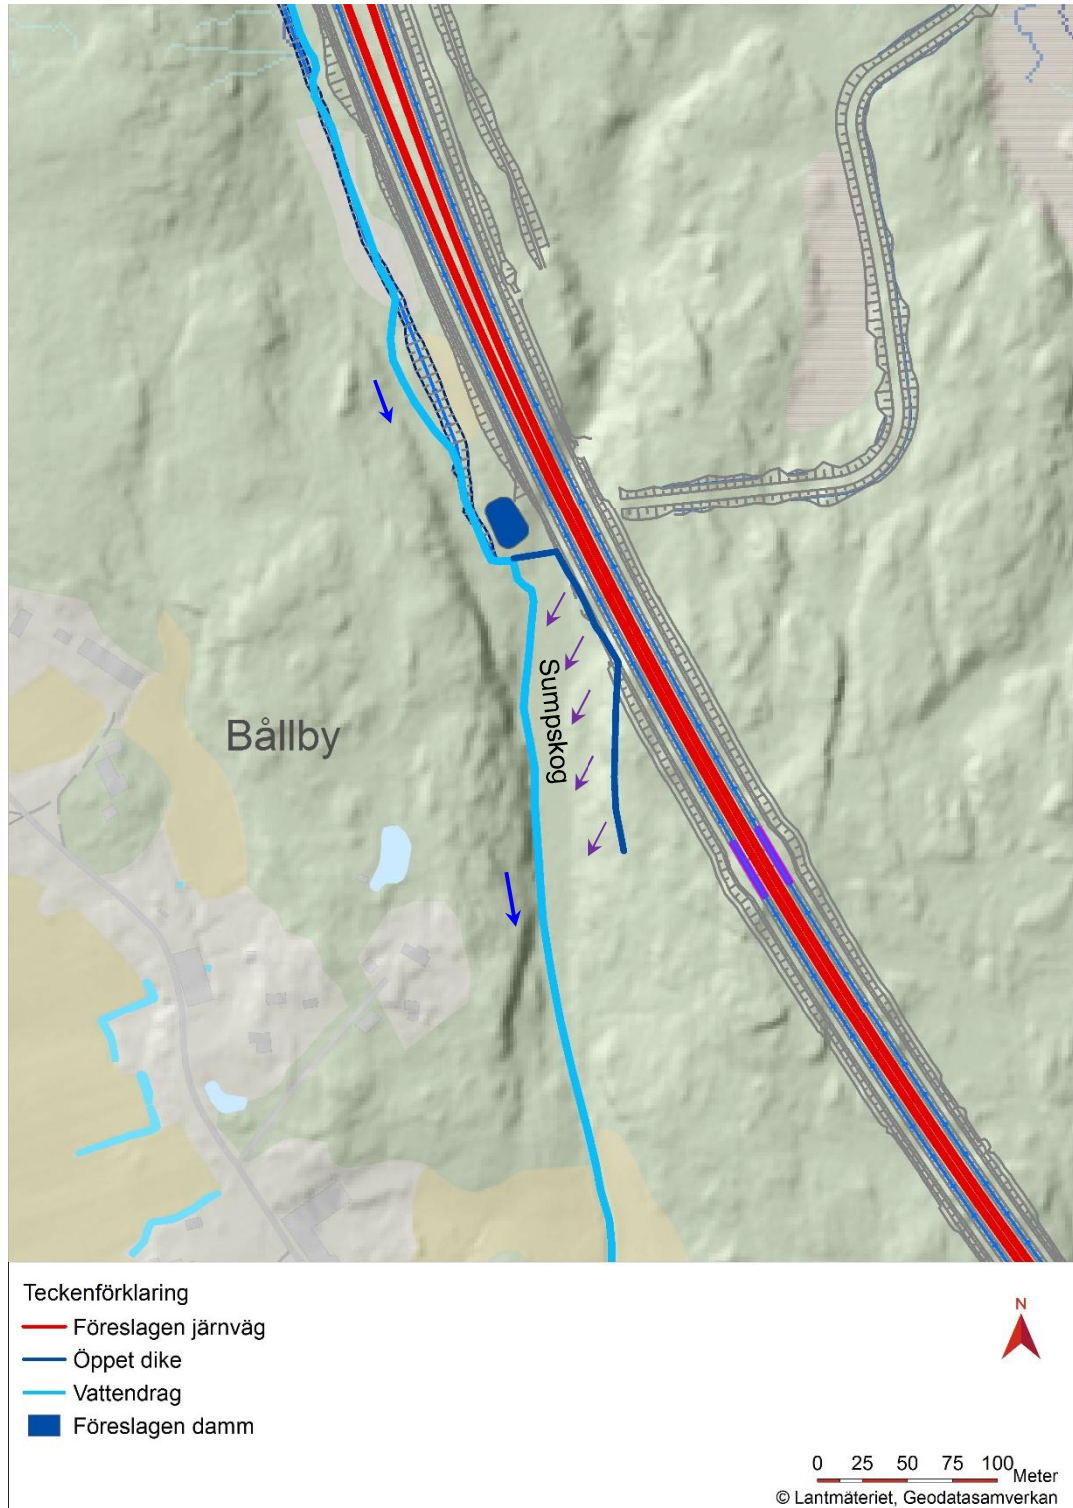 Sumpskog
Bållby
Teckenförklaring
Föreslagen järnväg
Öppet dike
Vattendrag
Föreslagen damm
N
0 25 50 75 100 Meter
© Lantmäteriet, Geodatasamverkan